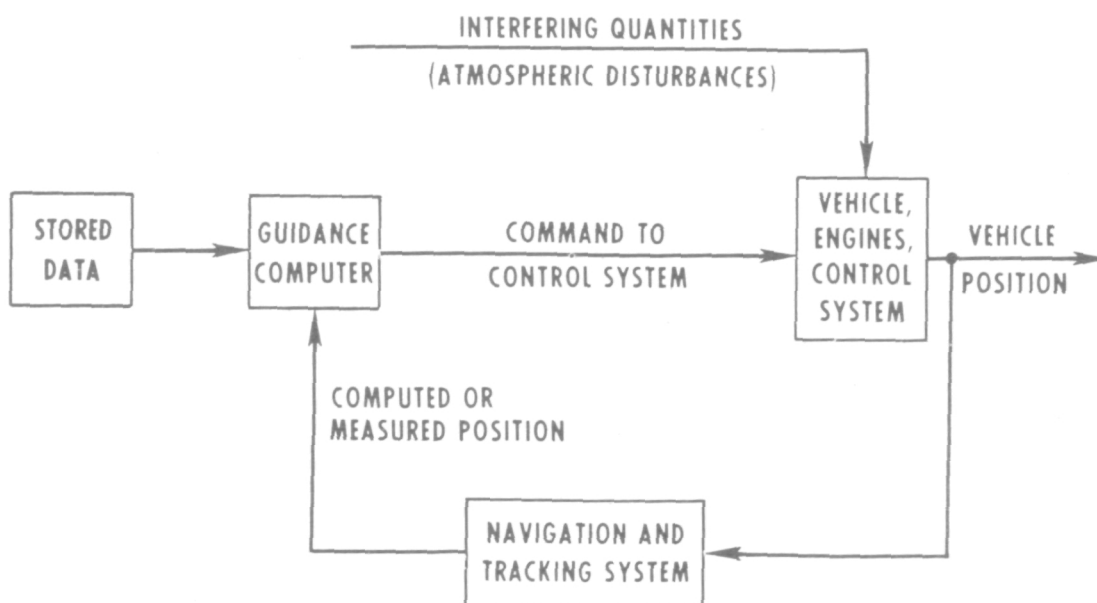 INTERFERING QUANTITIES
(ATMOSPHERIC DISTURBANCES)
STORED
DATA
GUIDANCE
COMPUTER
COMMAND TO
CONTROL SYSTEM
VEHICLE,
ENGINES,
CONTROL
SYSTEM
VEHICLE
POSITION
COMPUTED OR
MEASURED POSITION
NAVIGATION AND
TRACKING SYSTEM